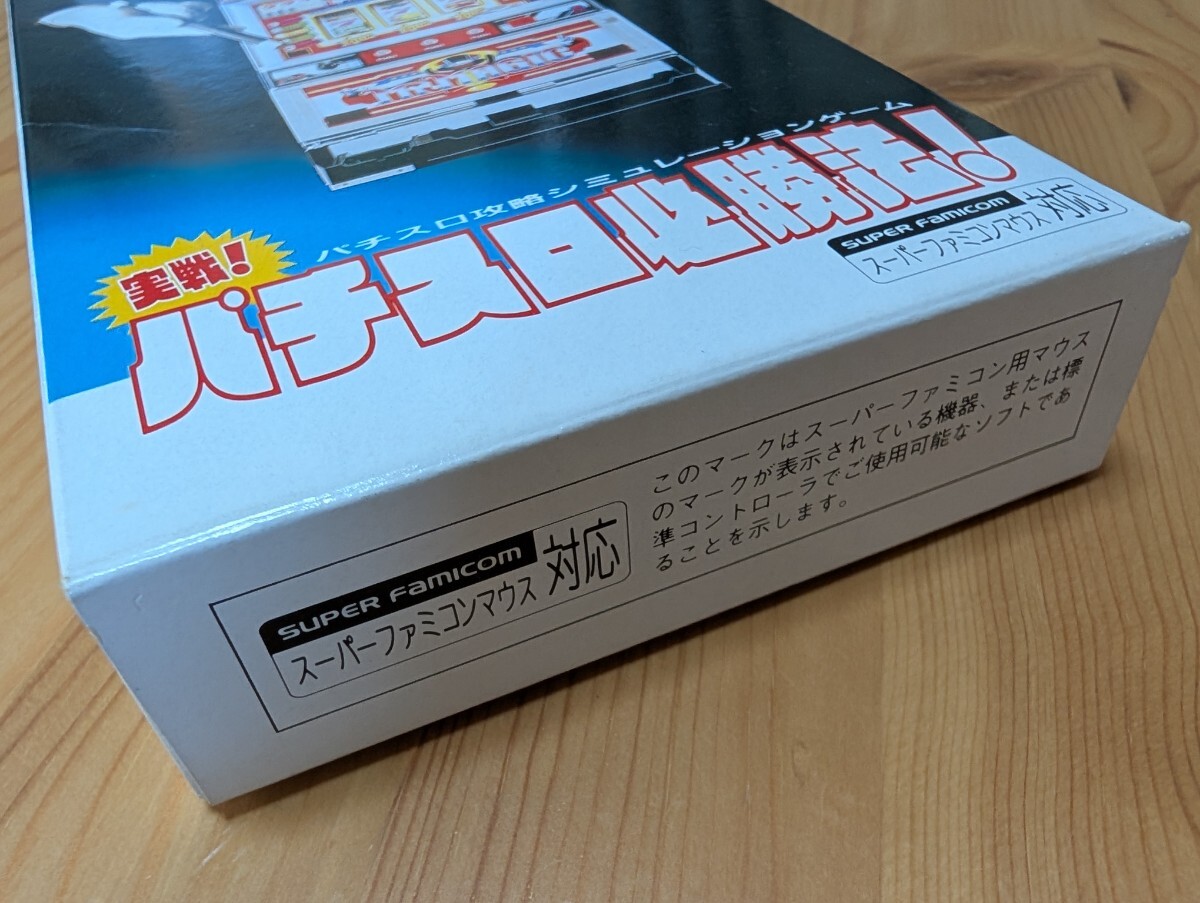 パチスロ攻略シミュレーションゲーム
実戦!
パチスロ必勝法!
SUPER FAMICOM
スーパーファミコンマウス 対応
このマークはスーパーファミコン用マウス
のマークが表示されている機器、または標
準コントローラでご使用可能なソフトであ
ることを示します。
SUPER FAMICOM
スーパーファミコンマウス 対応